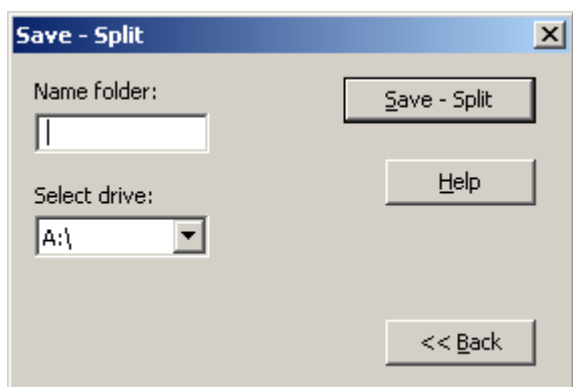 Save - Split
Name folder:
Save - Split
Help
Select drive:
A:\
<< Back